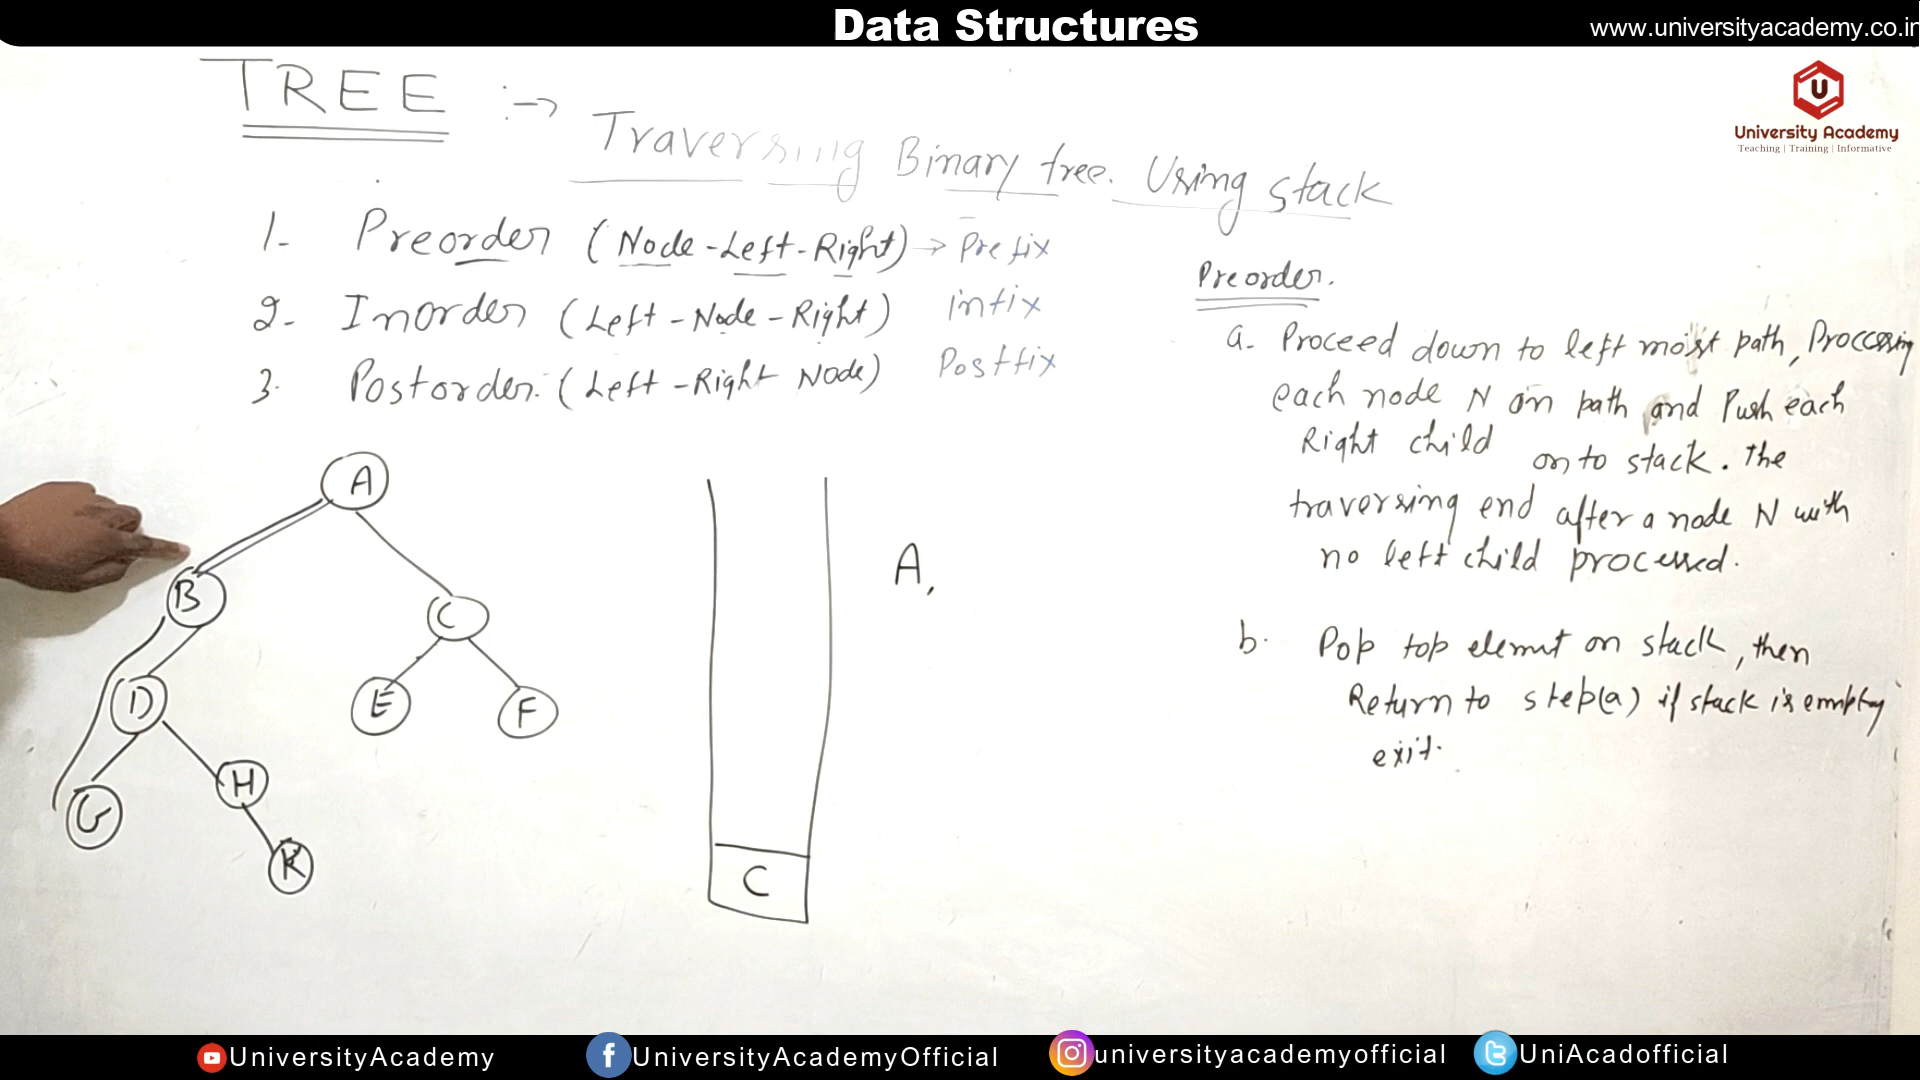 Data Structures
www.universityacademy.co.in
U
University Academy
Teaching | Training | Informative
TREE :→ Traversing Binary tree. Using stack
1- Preorder (Node-Left-Right) → Prefix
2- Inorder (Left-Node-Right) infix
3. Postorder. (Left-Right Node) Postfix
Preorder.
a. Proceed down to left most path, Proccessing
each node N on path and Push each
Right child onto stack. The
traversing end after a node N with
no left child processed.
b. Pop top elemnt on stack, then
Return to step(a) if stack is empty
exit.
A
B
C
D
E
F
G
H
K
A,
C
UniversityAcademy
UniversityAcademyOfficial
universityacademyofficial
UniAcadofficial